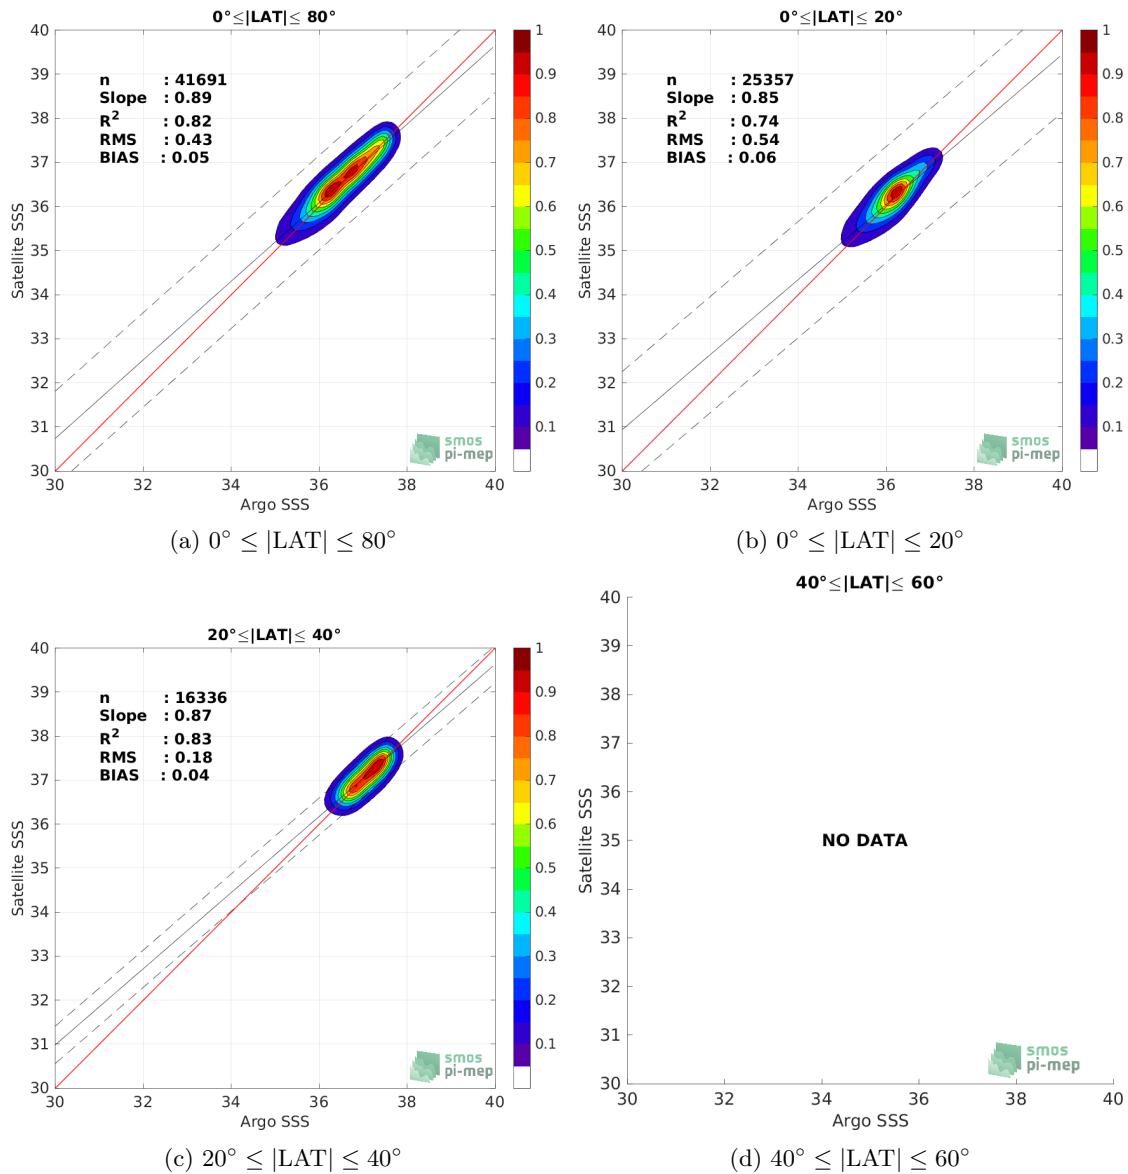 0°≤|LAT|≤ 80°
40
39
38
37
36
35
34
33
32
31
30
Satellite SSS
n : 41691
Slope : 0.89
R² : 0.82
RMS : 0.43
BIAS : 0.05
1
0.9
0.8
0.7
0.6
0.5
0.4
0.3
0.2
0.1
smos
pi-mep
30 32 34 36 38 40
Argo SSS
(a) 0° ≤ |LAT| ≤ 80°
0°≤|LAT|≤ 20°
40
39
38
37
36
35
34
33
32
31
30
Satellite SSS
n : 25357
Slope : 0.85
R² : 0.74
RMS : 0.54
BIAS : 0.06
1
0.9
0.8
0.7
0.6
0.5
0.4
0.3
0.2
0.1
smos
pi-mep
30 32 34 36 38 40
Argo SSS
(b) 0° ≤ |LAT| ≤ 20°
20°≤|LAT|≤ 40°
40
39
38
37
36
35
34
33
32
31
30
Satellite SSS
n : 16336
Slope : 0.87
R² : 0.83
RMS : 0.18
BIAS : 0.04
1
0.9
0.8
0.7
0.6
0.5
0.4
0.3
0.2
0.1
smos
pi-mep
30 32 34 36 38 40
Argo SSS
(c) 20° ≤ |LAT| ≤ 40°
40°≤|LAT|≤ 60°
40
39
38
37
36
35
34
33
32
31
30
Satellite SSS
NO DATA
smos
pi-mep
30 32 34 36 38 40
Argo SSS
(d) 40° ≤ |LAT| ≤ 60°